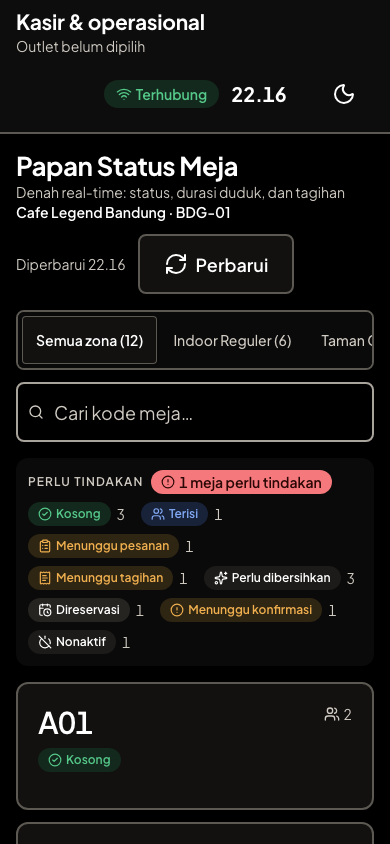 Kasir & operasional
Outlet belum dipilih
Terhubung 22.16
Papan Status Meja
Denah real-time: status, durasi duduk, dan tagihan
Cafe Legend Bandung · BDG-01
Diperbarui 22.16 Perbarui
Semua zona (12) Indoor Reguler (6) Taman
Cari kode meja...
PERLU TINDAKAN 1 meja perlu tindakan
Kosong 3 Terisi 1
Menunggu pesanan 1
Menunggu tagihan 1 Perlu dibersihkan 3
Direservasi 1 Menunggu konfirmasi 1
Nonaktif 1
A01 2
Kosong